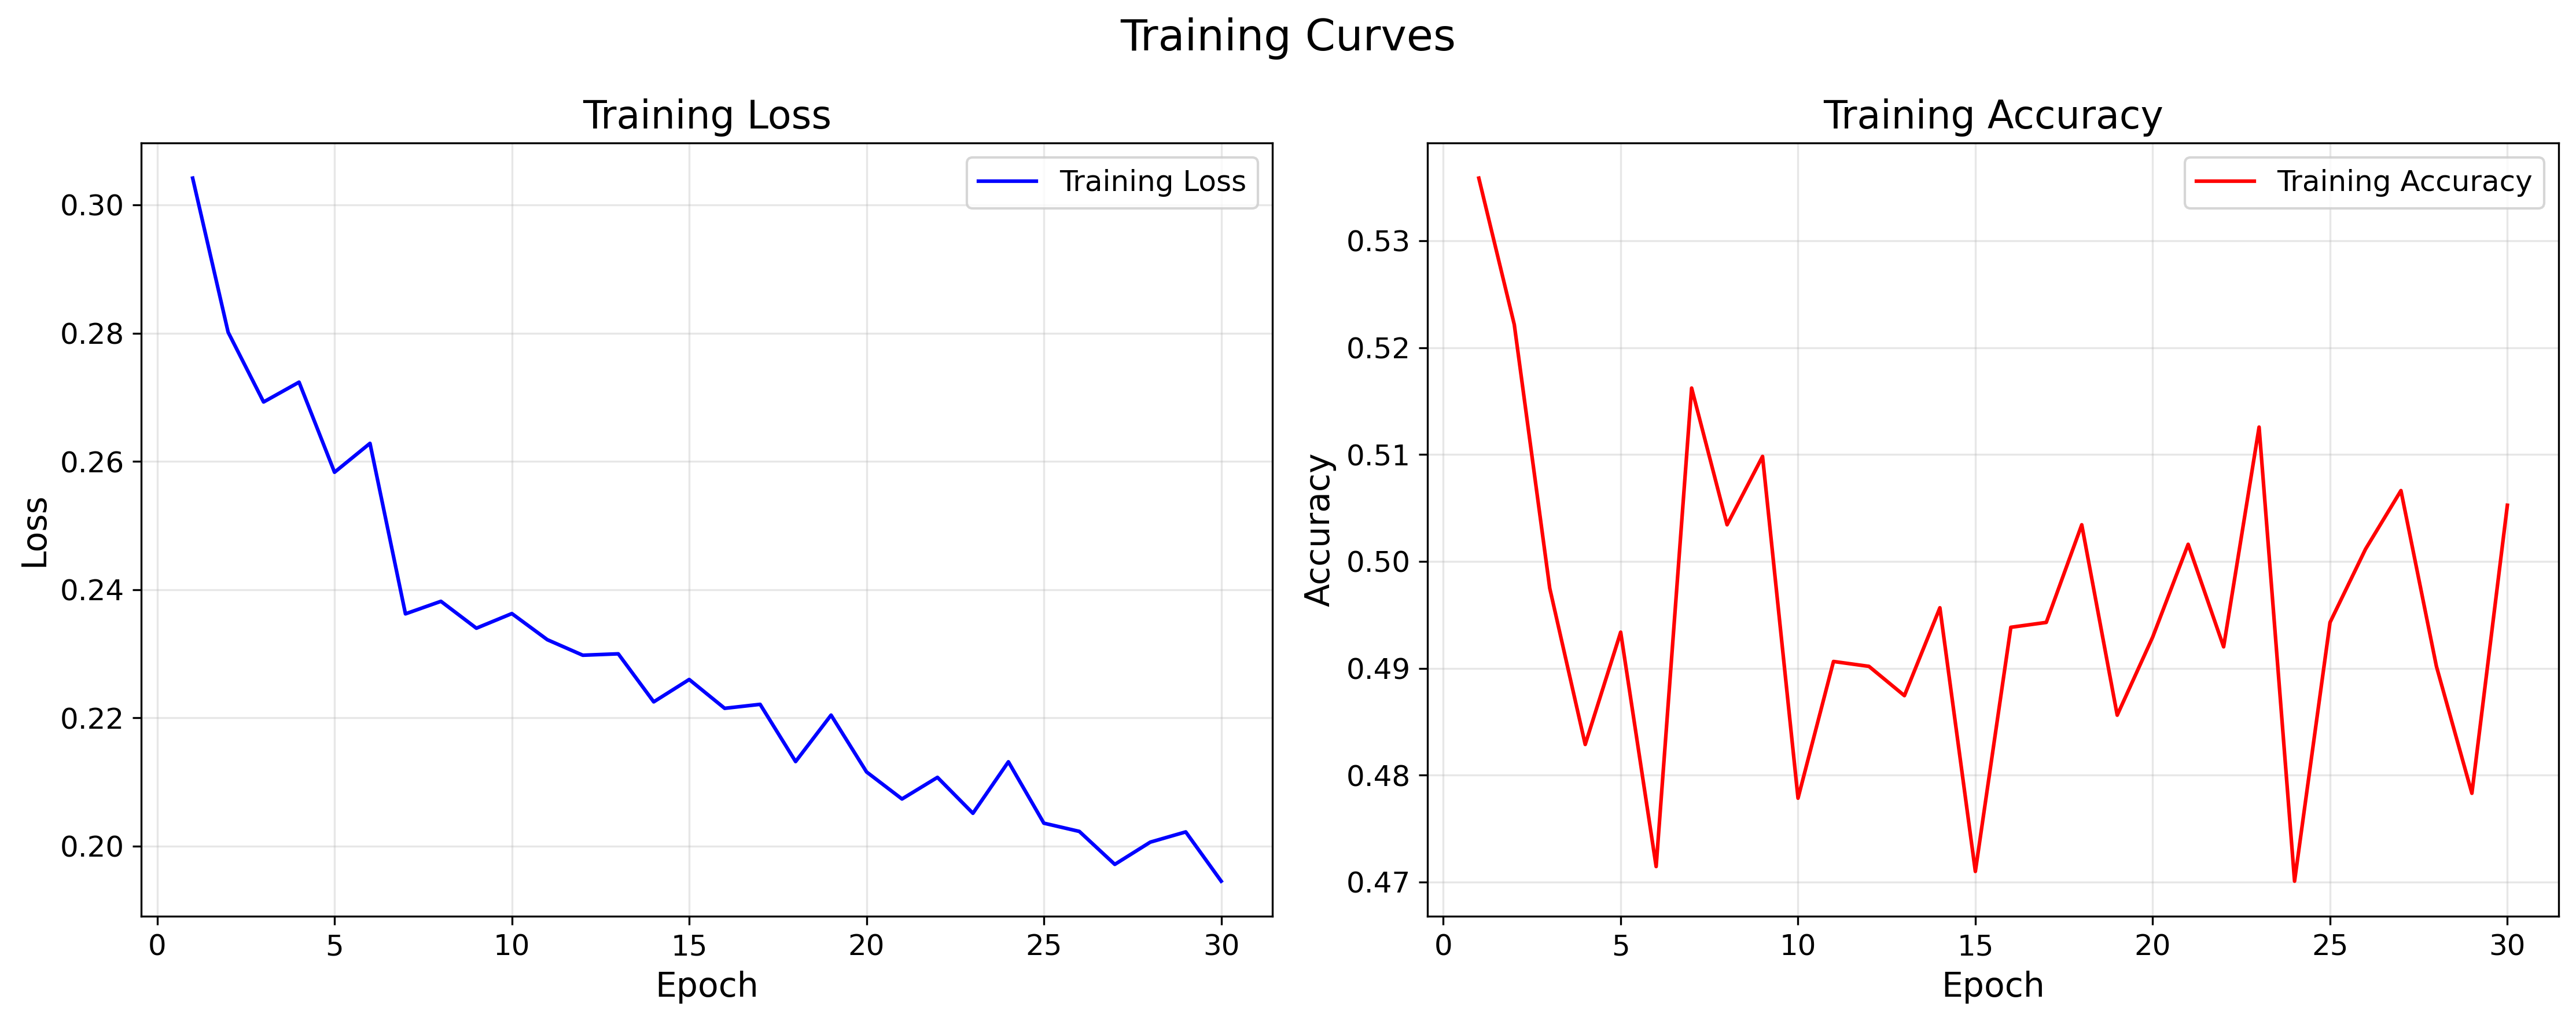 Training Curves
Training Loss
Training Loss
0.30
0.28
0.26
0.24
0.22
0.20
Loss
0 5 10 15 20 25 30
Epoch
Training Accuracy
Training Accuracy
0.53
0.52
0.51
0.50
0.49
0.48
0.47
Accuracy
0 5 10 15 20 25 30
Epoch